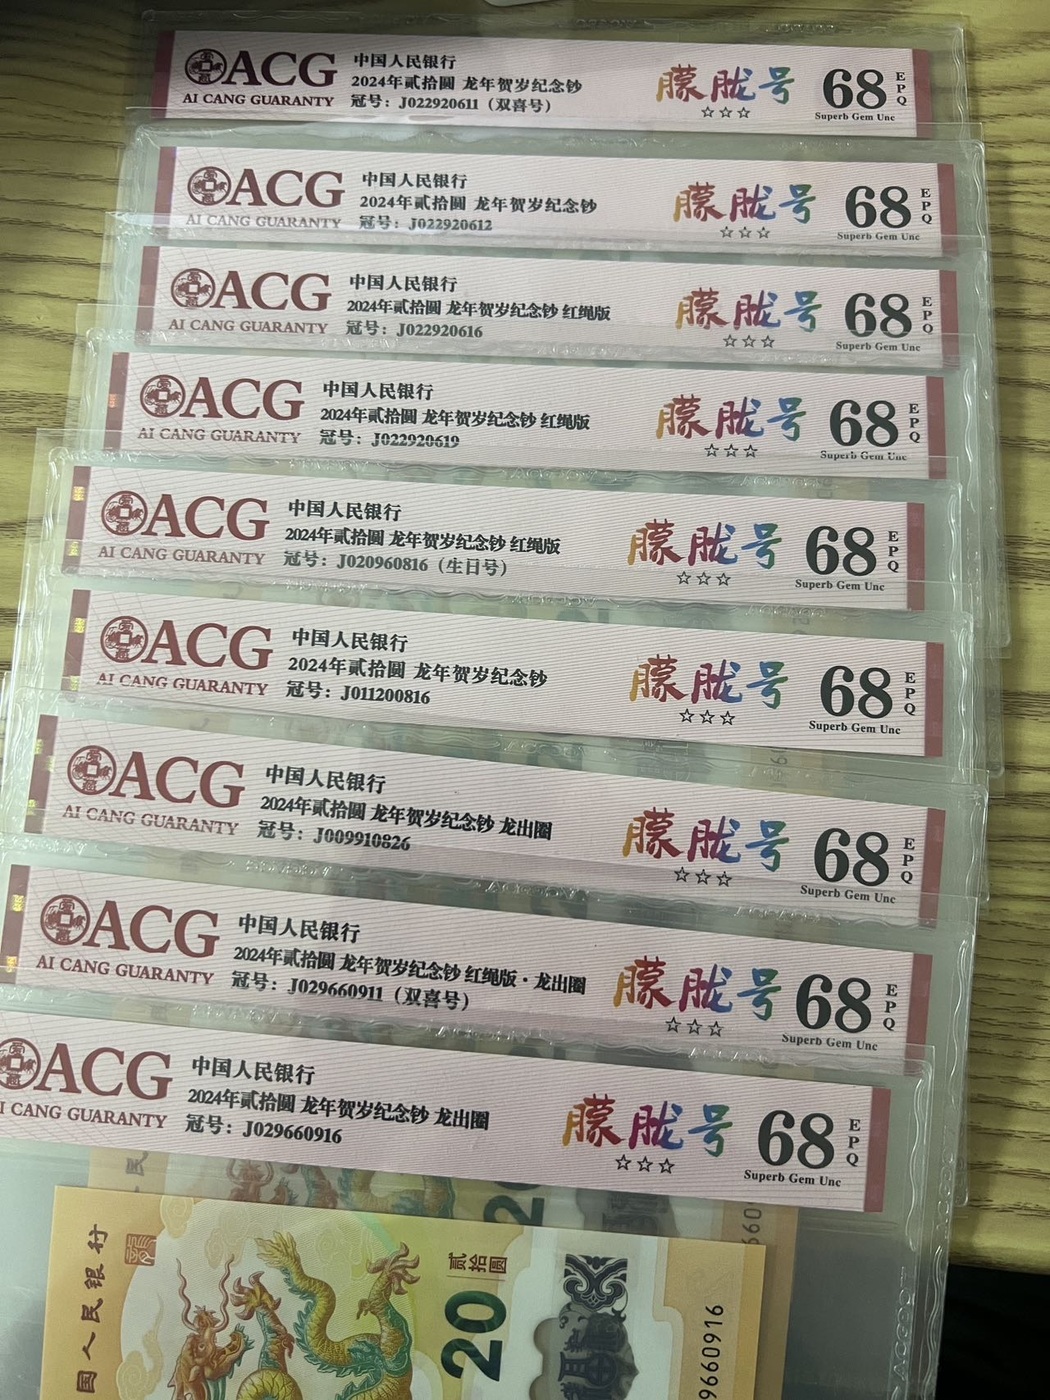 ACG
AI CANG GUARANTY
中国人民银行
2024年贰拾圆 龙年贺岁纪念钞
冠号：J022920611（双喜号）
朦胧号
☆☆☆
68
EPQ
Superb Gem Unc
ACG
AI CANG GUARANTY
中国人民银行
2024年贰拾圆 龙年贺岁纪念钞
冠号：J022920612
朦胧号
☆☆☆
68
EPQ
Superb Gem Unc
ACG
AI CANG GUARANTY
中国人民银行
2024年贰拾圆 龙年贺岁纪念钞 红绳版
冠号：J022920616
朦胧号
☆☆☆
68
EPQ
Superb Gem Unc
ACG
AI CANG GUARANTY
中国人民银行
2024年贰拾圆 龙年贺岁纪念钞 红绳版
冠号：J022920619
朦胧号
☆☆☆
68
EPQ
Superb Gem Unc
ACG
AI CANG GUARANTY
中国人民银行
2024年贰拾圆 龙年贺岁纪念钞 红绳版
冠号：J020960816（生日号）
朦胧号
☆☆☆
68
EPQ
Superb Gem Unc
ACG
AI CANG GUARANTY
中国人民银行
2024年贰拾圆 龙年贺岁纪念钞
冠号：J011200816
朦胧号
☆☆☆
68
EPQ
Superb Gem Unc
ACG
AI CANG GUARANTY
中国人民银行
2024年贰拾圆 龙年贺岁纪念钞 龙出圈
冠号：J009910826
朦胧号
☆☆☆
68
EPQ
Superb Gem Unc
ACG
AI CANG GUARANTY
中国人民银行
2024年贰拾圆 龙年贺岁纪念钞 红绳版·龙出圈
冠号：J029660911（双喜号）
朦胧号
☆☆☆
68
EPQ
Superb Gem Unc
ACG
I CANG GUARANTY
中国人民银行
2024年贰拾圆 龙年贺岁纪念钞 龙出圈
冠号：J029660916
朦胧号
☆☆☆
68
EPQ
Superb Gem Unc
国人民银行
贰拾圆
20
9660916